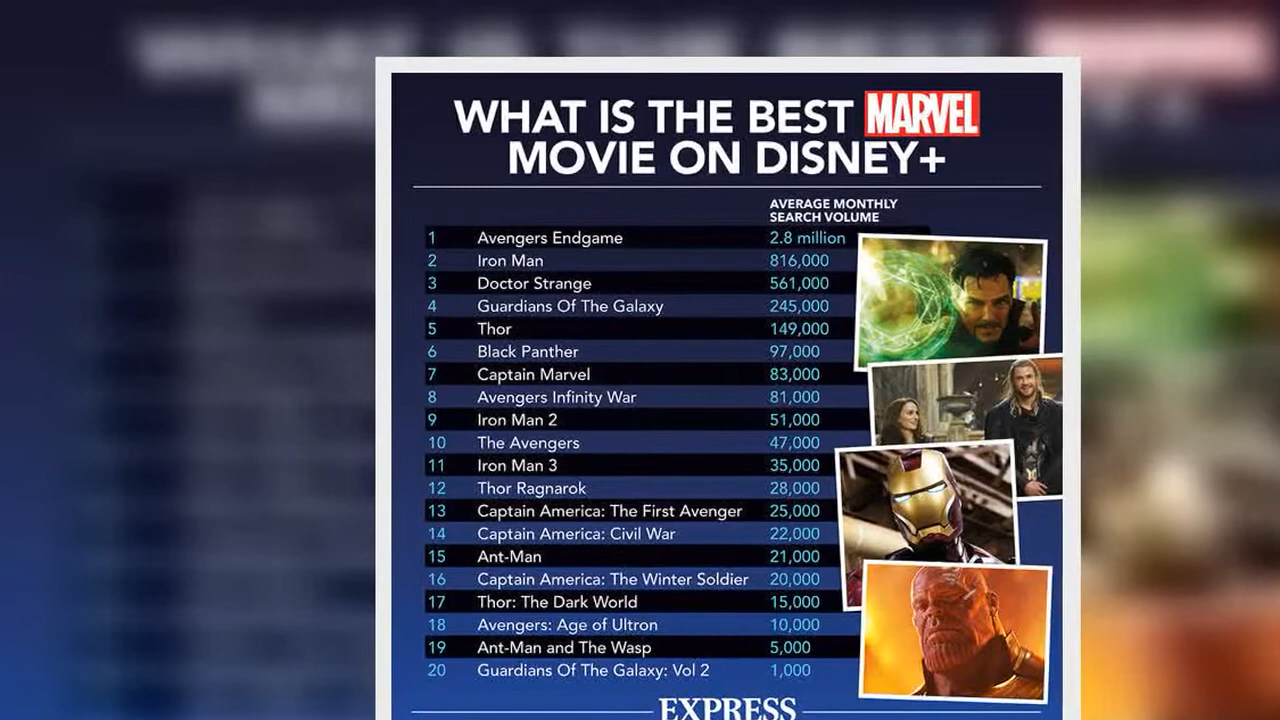 WHAT IS THE BEST MARVEL
MOVIE ON DISNEY+
AVERAGE MONTHLY
SEARCH VOLUME
1 Avengers Endgame 2.8 million
2 Iron Man 816,000
3 Doctor Strange 561,000
4 Guardians Of The Galaxy 245,000
5 Thor 149,000
6 Black Panther 97,000
7 Captain Marvel 83,000
8 Avengers Infinity War 81,000
9 Iron Man 2 51,000
10 The Avengers 47,000
11 Iron Man 3 35,000
12 Thor Ragnarok 28,000
13 Captain America: The First Avenger 25,000
14 Captain America: Civil War 22,000
15 Ant-Man 21,000
16 Captain America: The Winter Soldier 20,000
17 Thor: The Dark World 15,000
18 Avengers: Age of Ultron 10,000
19 Ant-Man and The Wasp 5,000
20 Guardians Of The Galaxy: Vol 2 1,000
EXPRESS